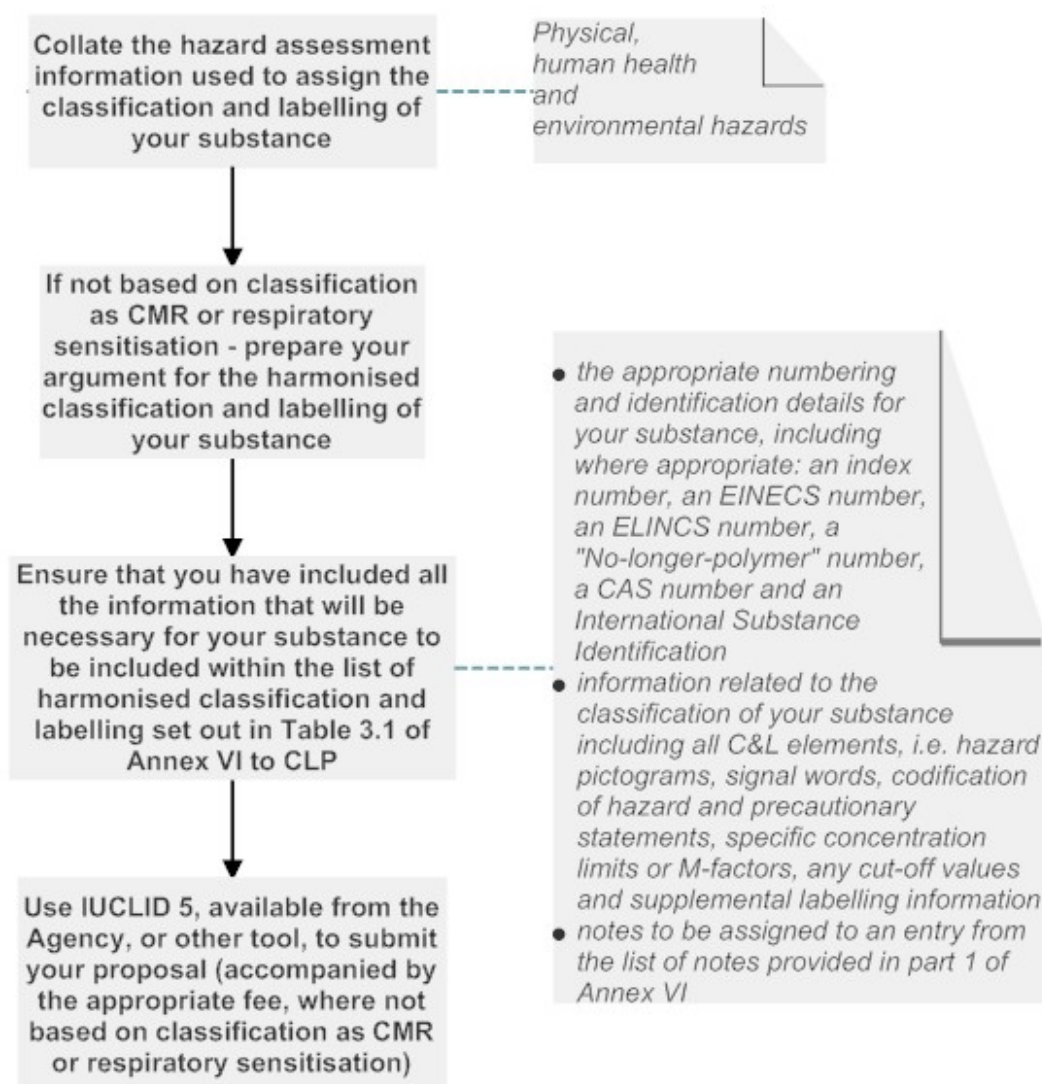 Collate the hazard assessment
information used to assign the
classification and labelling of
your substance
Physical,
human health
and
environmental hazards
If not based on classification
as CMR or respiratory
sensitisation - prepare your
argument for the harmonised
classification and labelling of
your substance
Ensure that you have included all
the information that will be
necessary for your substance to
be included within the list of
harmonised classification and
labelling set out in Table 3.1 of
Annex VI to CLP
● the appropriate numbering
and identification details for
your substance, including
where appropriate: an index
number, an EINECS number,
an ELINCS number, a
"No-longer-polymer" number,
a CAS number and an
International Substance
Identification
● information related to the
classification of your substance
including all C&L elements, i.e. hazard
pictograms, signal words, codification
of hazard and precautionary
statements, specific concentration
limits or M-factors, any cut-off values
and supplemental labelling information
● notes to be assigned to an entry from
the list of notes provided in part 1 of
Annex VI
Use IUCLID 5, available from the
Agency, or other tool, to submit
your proposal (accompanied by
the appropriate fee, where not
based on classification as CMR
or respiratory sensitisation)